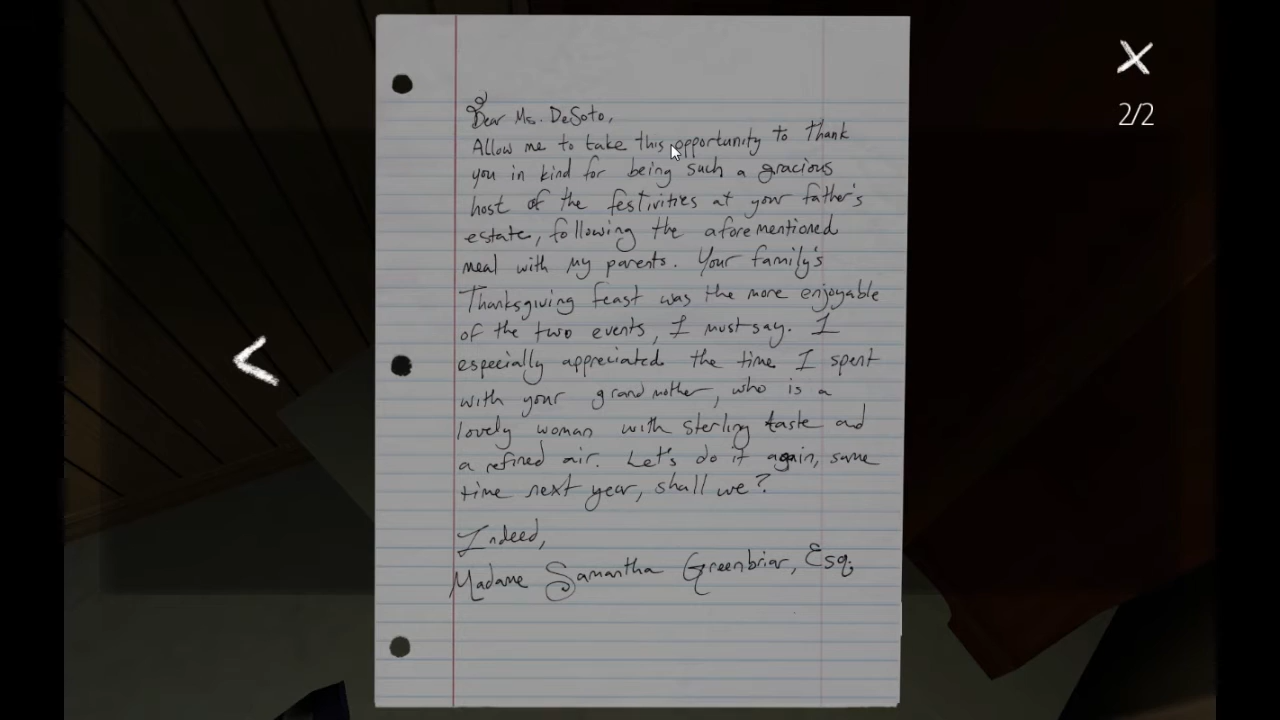 2/2
Dear Ms. DeSoto,
Allow me to take this opportunity to thank
you in kind for being such a gracious
host of the festivities at your father's
estate, following the aforementioned
meal with my parents. Your family's
Thanksgiving feast was the more enjoyable
of the two events, I must say. I
especially appreciated the time I spent
with your grandmother, who is a
lovely woman with sterling taste and
a refined air. Let's do it again, same
time next year, shall we?
Indeed,
Madame Samantha Greenbriar, Esq.